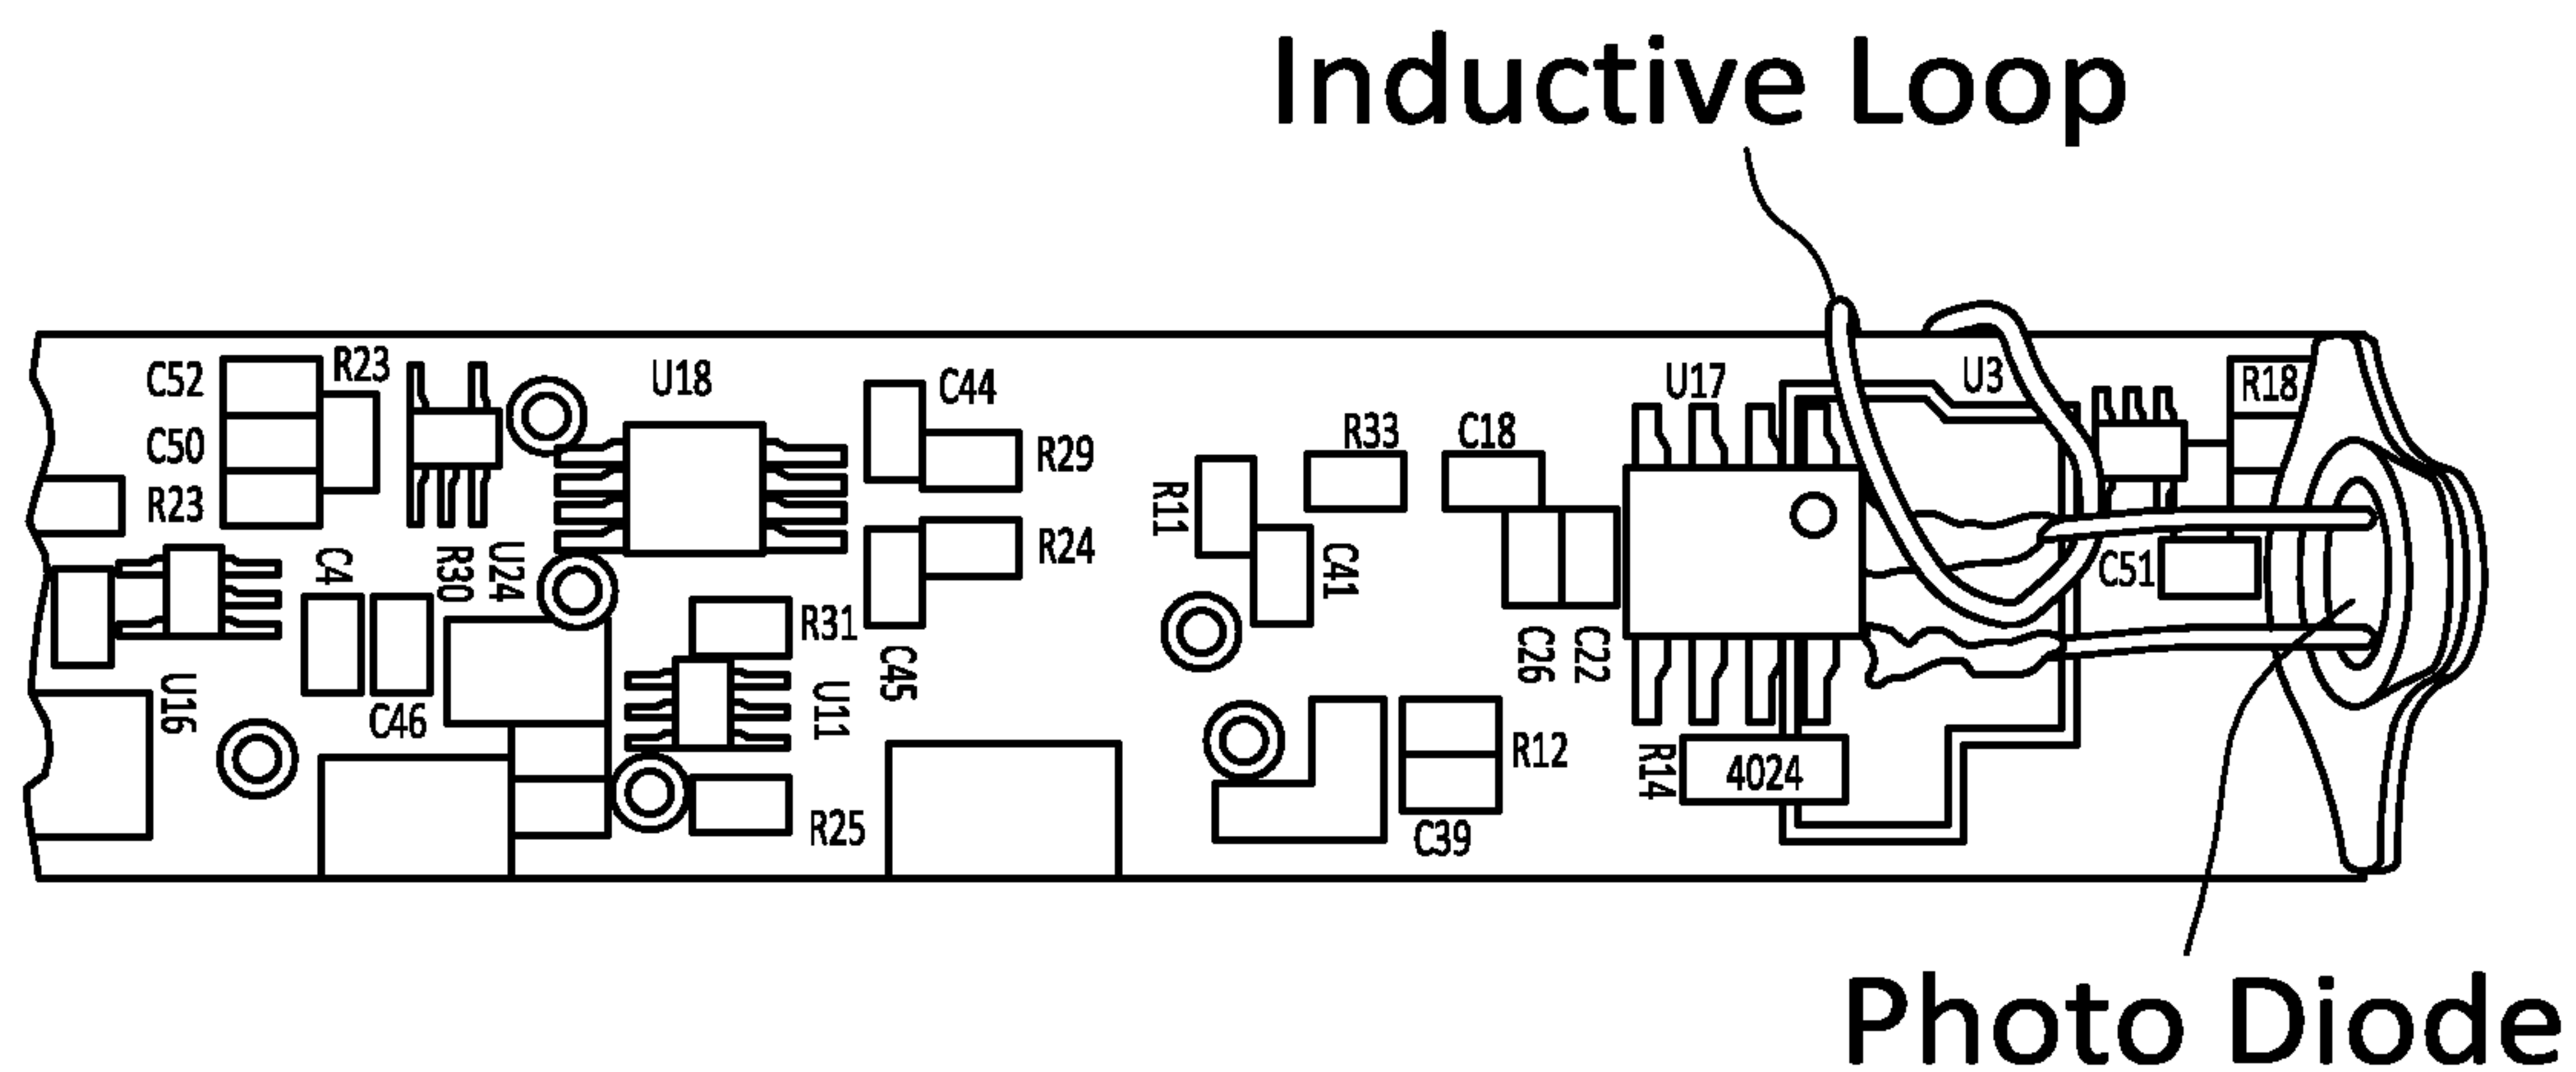 Inductive Loop
C52
R23
U18
C44
U17
U3
R18
C50
R29
R33
C18
R23
R11
C4
R30
U24
R24
C41
C51
R31
C26
C22
U16
C46
U11
C45
R12
R14
4024
R25
C39
Photo Diode